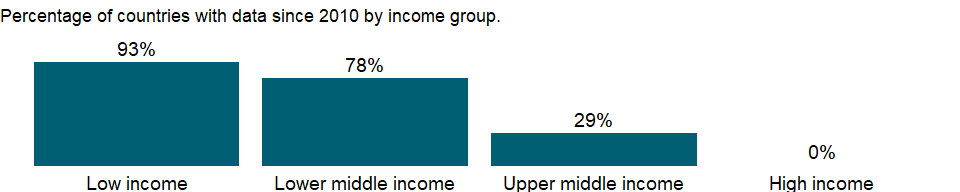 Percentage of countries with data since 2010 by income group.
93%
78%
29%
0%
Low income
Lower middle income
Upper middle income
High income